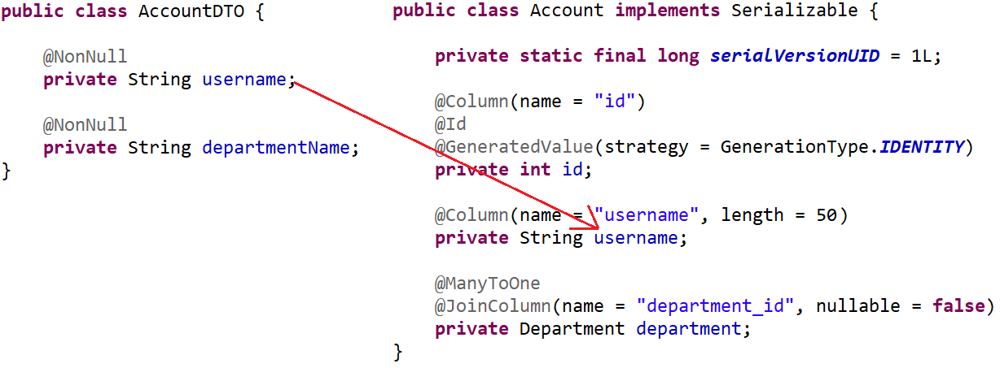 public class AccountDTO {
@NonNull
private String username;
@NonNull
private String departmentName;
}
public class Account implements Serializable {
private static final long serialVersionUID = 1L;
@Column(name = "id")
@Id
@GeneratedValue(strategy = GenerationType.IDENTITY)
private int id;
@Column(name = "username", length = 50)
private String username;
@ManyToOne
@JoinColumn(name = "department_id", nullable = false)
private Department department;
}